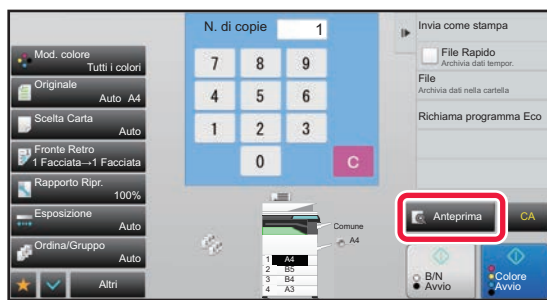 Mod. colore
Tutti i colori
Originale
Auto A4
Scelta Carta
Auto
Fronte Retro
1 Facciata→1 Facciata
Rapporto Ripr.
100%
Esposizione
Auto
Ordina/Gruppo
Auto
Altri
N. di copie 1
7 8 9
4 5 6
1 2 3
0 C
Comune
A4
1 A4
2 B5
3 B4
4 A3
Invia come stampa
File Rapido
Archivia dati tempor.
File
Archivia dati nella cartella
Richiama programma Eco
Anteprima
CA
B/N
Avvio
Colore
Avvio